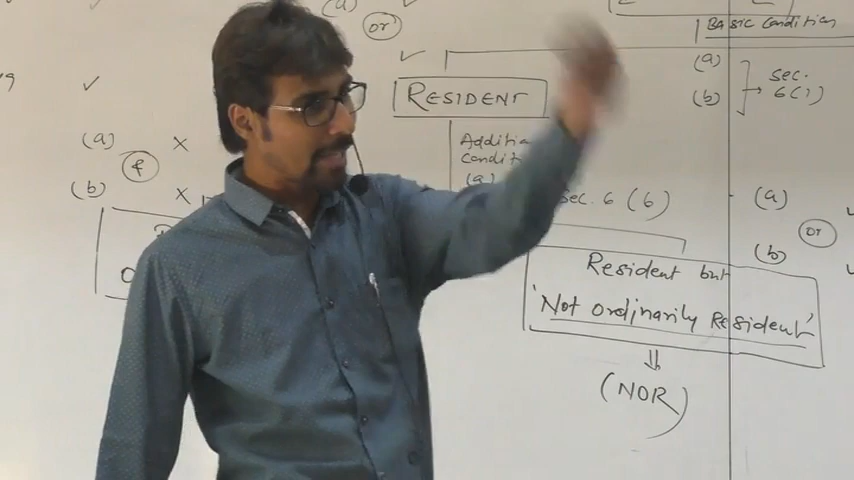 (a)
or
BASIC Condition
(a)
(b)
Sec.
6(1)
RESIDENT
(a)
&
(b)
(a)
Sec. 6 (6)
(a)
or
(b)
Resident but
'Not ordinarily Resident'
(NOR)